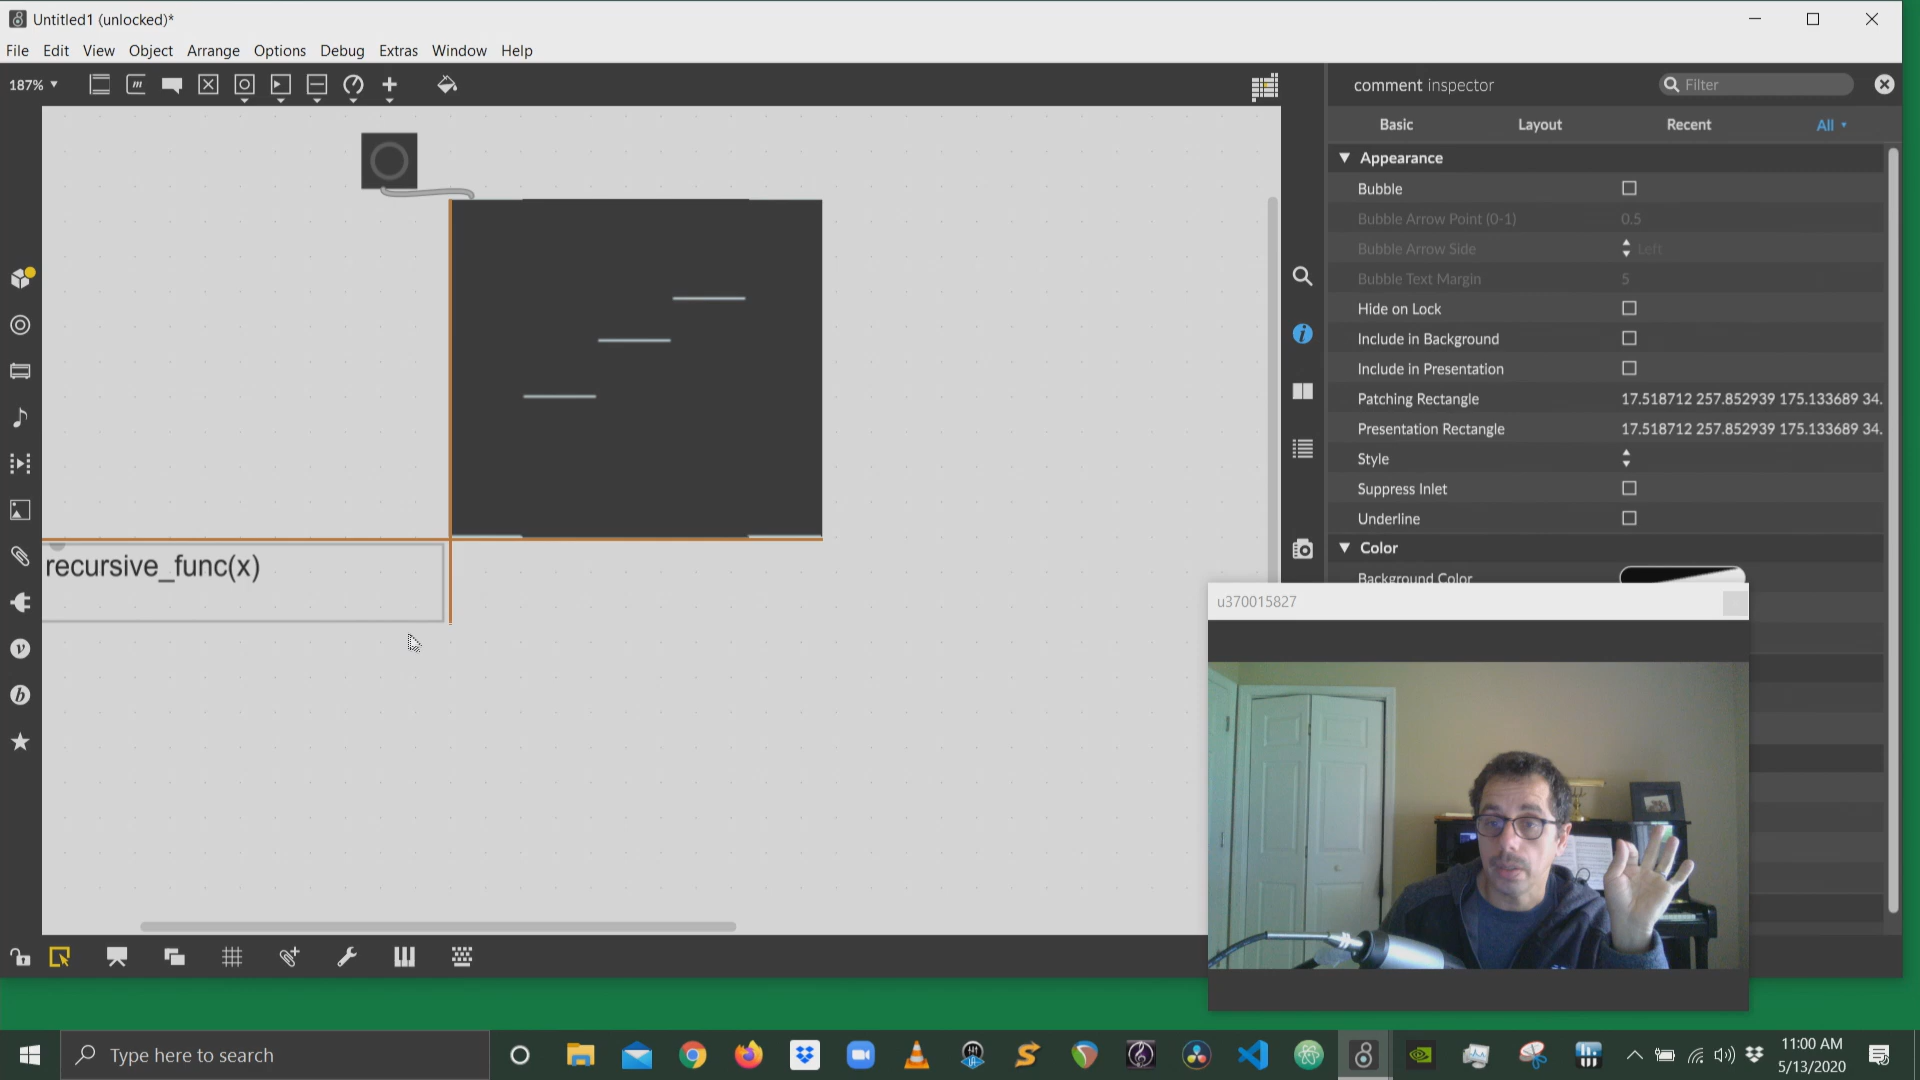 Untitled1 (unlocked)*
File Edit View Object Arrange Options Debug Extras Window Help
187%
comment inspector
Filter
Basic Layout Recent All
Appearance
Bubble
Bubble Arrow Point (0-1) 0.5
Bubble Arrow Side Left
Bubble Text Margin 5
Hide on Lock
Include in Background
Include in Presentation
Patching Rectangle 17.518712 257.852939 175.133689 34.
Presentation Rectangle 17.518712 257.852939 175.133689 34.
Style
Suppress Inlet
Underline
Color
Background Color
recursive_func(x)
u370015827
Type here to search
11:00 AM
5/13/2020